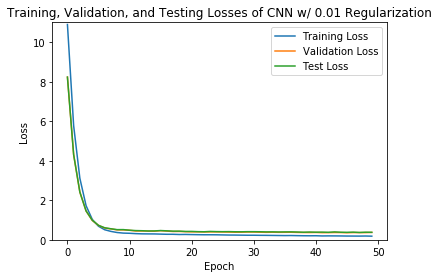 Training, Validation, and Testing Losses of CNN w/ 0.01 Regularization
Training Loss
Validation Loss
Test Loss
Loss
10
8
6
4
2
0
0 10 20 30 40 50
Epoch